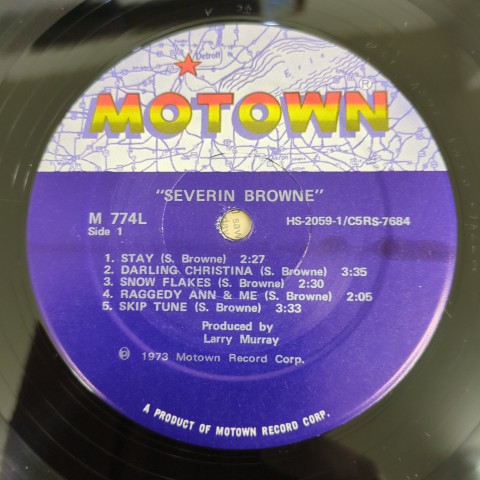 Detroit
Erie
MOTOWN®
"SEVERIN BROWNE"
M 774L
HS-2059-1/C5RS-7684
Side 1
1. STAY (S. Browne) 2:27
2. DARLING CHRISTINA (S. Browne) 3:35
3. SNOW FLAKES (S. Browne) 2:30
4. RAGGEDY ANN & ME (S. Browne) 2:05
5. SKIP TUNE (S. Browne) 3:33
Produced by
Larry Murray
℗ 1973 Motown Record Corp.
A PRODUCT OF MOTOWN RECORD CORP.